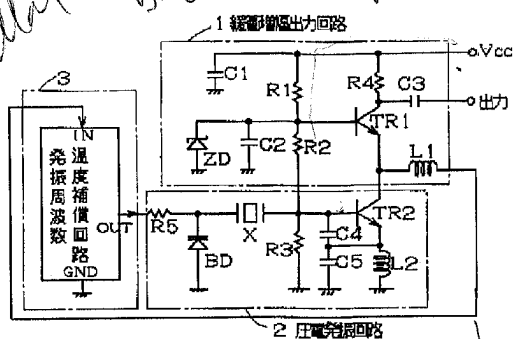 1 緩衝増幅出力回路
3
Vcc
C1
R1
R4
C3
出力
IN
TR1
発振周波数
温度補償回路
ZD
C2
R2
L1
OUT
R5
X
TR2
BD
R3
C4
C5
L2
GND
2 圧電発振回路